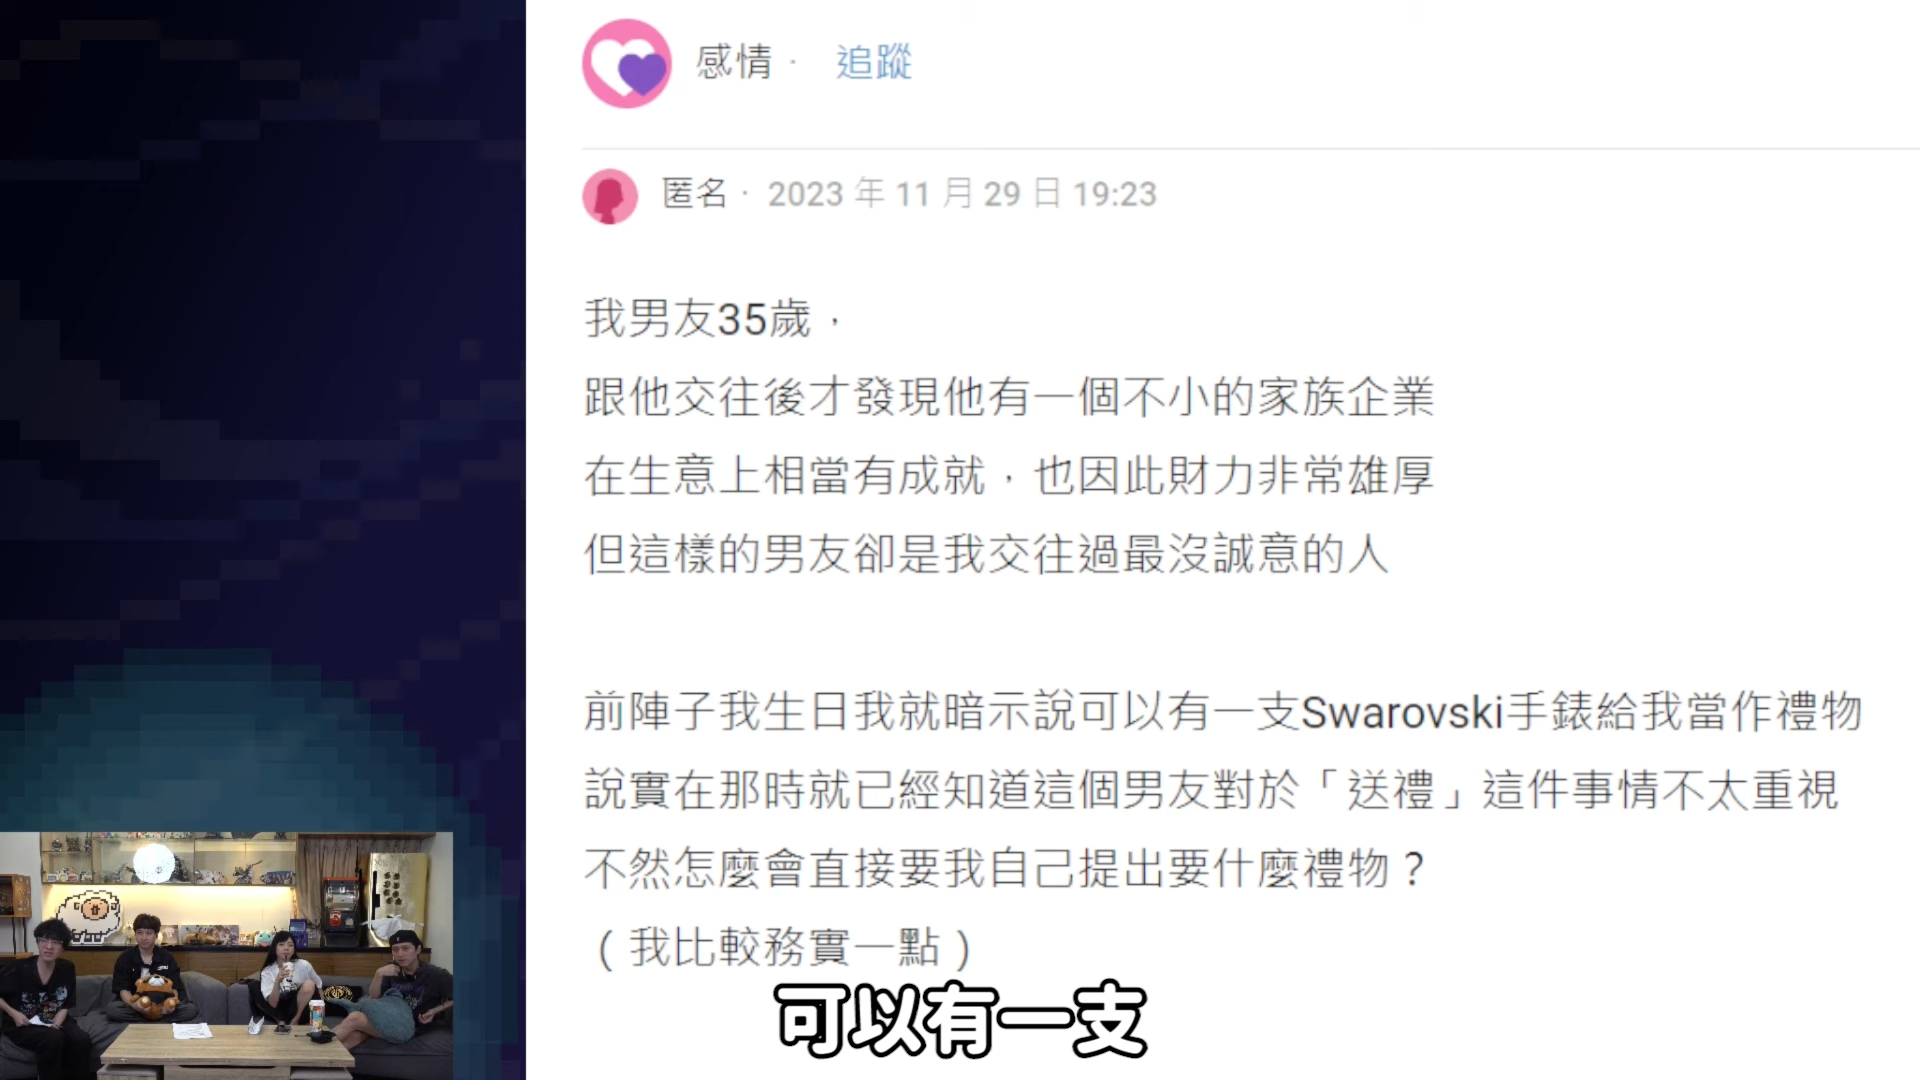 感情 · 追蹤
匿名 · 2023 年 11 月 29 日 19:23
我男友35歲，
跟他交往後才發現他有一個不小的家族企業
在生意上相當有成就，也因此財力非常雄厚
但這樣的男友卻是我交往過最沒誠意的人
前陣子我生日我就暗示說可以有一支Swarovski手錶給我當作禮物
說實在那時就已經知道這個男友對於「送禮」這件事情不太重視
不然怎麼會直接要我自己提出要什麼禮物？
（我比較務實一點）
可以有一支